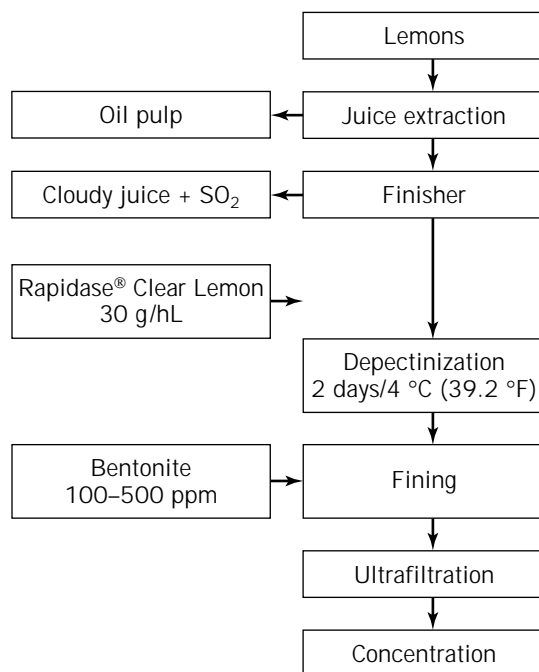 Lemons
Oil pulp
Juice extraction
Cloudy juice + SO₂
Finisher
Rapidase® Clear Lemon
30 g/hL
Depectinization
2 days/4 °C (39.2 °F)
Bentonite
100–500 ppm
Fining
Ultrafiltration
Concentration